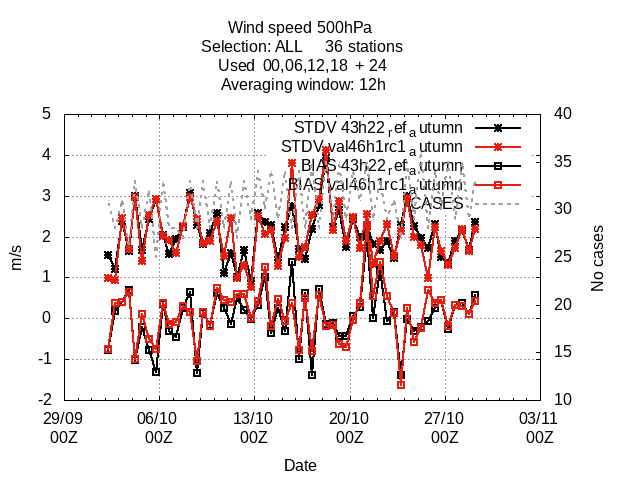 Wind speed 500hPa
Selection: ALL 36 stations
Used 00,06,12,18 + 24
Averaging window: 12h
STDV 43h22ref_autumn
STDV val46h1rc1_autumn
BIAS 43h22ref_autumn
BIAS val46h1rc1_autumn
CASES
5
4
3
2
1
0
-1
-2
40
35
30
25
20
15
10
m/s
No cases
29/09 06/10 13/10 20/10 27/10 03/11
00Z 00Z 00Z 00Z 00Z 00Z
Date